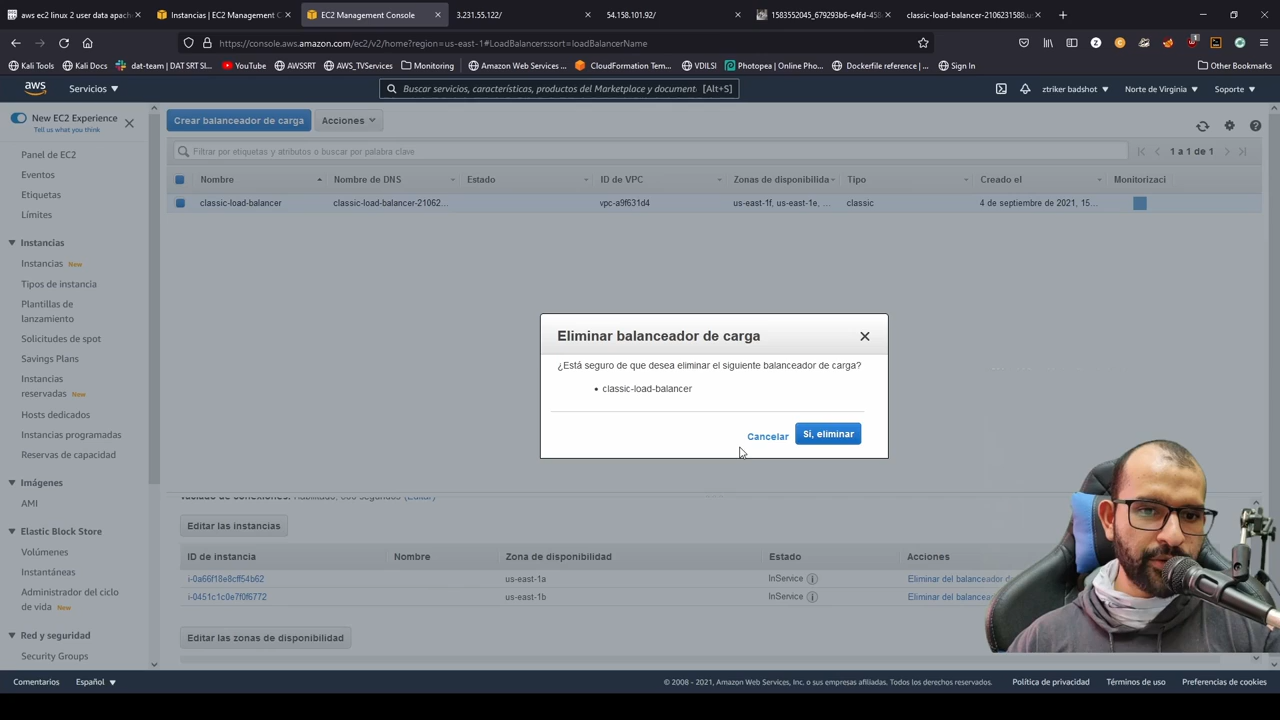 aws ec2 linux 2 user data apach
Instancias | EC2 Management C
EC2 Management Console
3.231.55.122/
54.158.101.92/
1583552045_679293b6-e4fd-458
classic-load-balancer-2106231588.u
https://console.aws.amazon.com/ec2/v2/home?region=us-east-1#LoadBalancers:sort=loadBalancerName
Kali Tools
Kali Docs
dat-team | DAT SRT SI...
YouTube
AWSSRT
AWS_TVServices
Monitoring
Amazon Web Services ...
CloudFormation Tem...
VDILSI
Photopea | Online Pho...
Dockerfile reference | ...
Sign In
Other Bookmarks
aws
Servicios
Buscar servicios, características, productos del Marketplace y document
[Alt+S]
ztriker badshot
Norte de Virginia
Soporte
New EC2 Experience
Tell us what you think
Crear balanceador de carga
Acciones
Filtrar por etiquetas y atributos o buscar por palabra clave
1 a 1 de 1
Nombre
Nombre de DNS
Estado
ID de VPC
Zonas de disponibilida
Tipo
Creado el
Monitorizaci
classic-load-balancer
classic-load-balancer-21062...
vpc-a9f631d4
us-east-1f, us-east-1e, ...
classic
4 de septiembre de 2021, 15...
Panel de EC2
Eventos
Etiquetas
Límites
Instancias
Instancias New
Tipos de instancia
Plantillas de
lanzamiento
Solicitudes de spot
Savings Plans
Instancias
reservadas New
Hosts dedicados
Instancias programadas
Reservas de capacidad
Imágenes
AMI
Elastic Block Store
Volúmenes
Instantáneas
Administrador del ciclo
de vida New
Red y seguridad
Security Groups
Eliminar balanceador de carga
¿Está seguro de que desea eliminar el siguiente balanceador de carga?
• classic-load-balancer
Cancelar
Sí, eliminar
Editar las instancias
ID de instancia
Nombre
Zona de disponibilidad
Estado
Acciones
i-0a66f18e8cff54b62
us-east-1a
InService
Eliminar del balanceador d
i-0451c1c0e7f0f6772
us-east-1b
InService
Eliminar del balancea
Editar las zonas de disponibilidad
Comentarios
Español
© 2008 - 2021, Amazon Web Services, Inc. o sus empresas afiliadas. Todos los derechos reservados.
Política de privacidad
Términos de uso
Preferencias de cookies